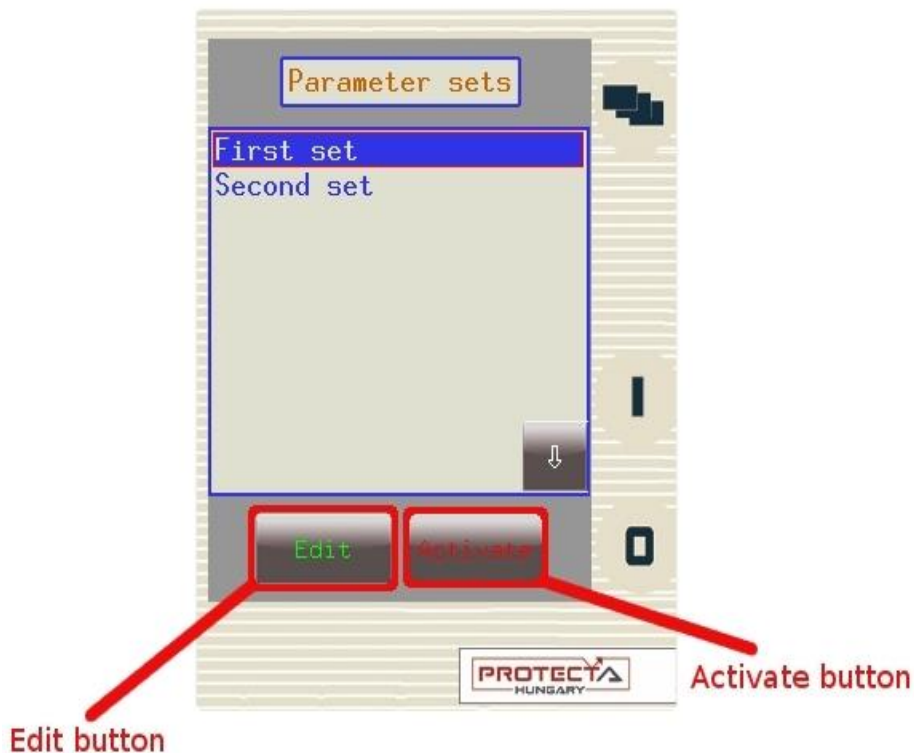 Parameter sets
First set
Second set
⇩
I
O
Edit
Activate
PROTECTA
HUNGARY
Activate button
Edit button